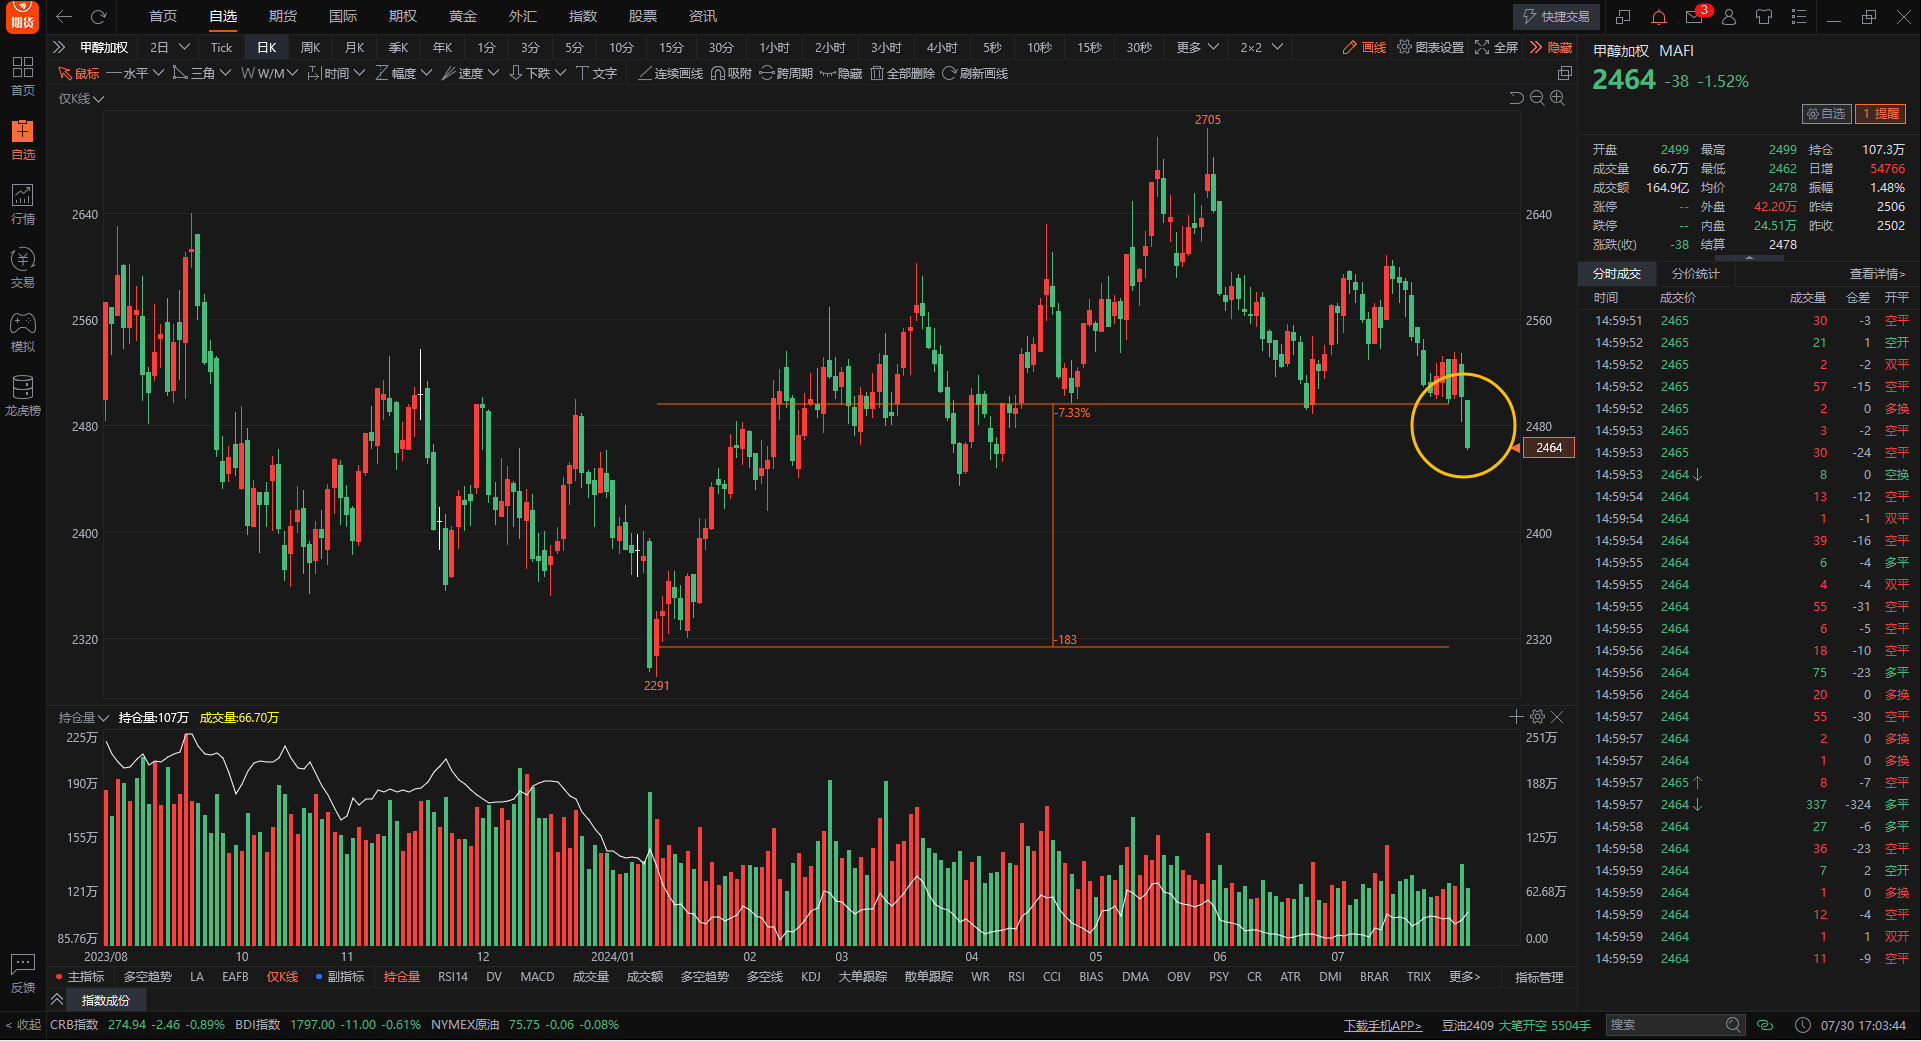 期货
首页 自选 期货 国际 期权 黄金 外汇 指数 股票 资讯
快捷交易 3
甲醇加权 2日 Tick 日K 周K 月K 季K 年K 1分 3分 5分 10分 15分 30分 1小时 2小时 3小时 4小时 5秒 10秒 15秒 30秒 更多 2×2 画线 图表设置 全屏 隐藏
鼠标 水平 三角 W/M 时间 幅度 速度 下跌 文字 连续画线 吸附 跨周期 隐藏 全部删除 刷新画线
首页
自选
行情
交易
模拟
龙虎榜
反馈
< 收起
仅K线
2705
2640 2640
2560 2560
-7.33%
2480 2480
2464
2400 2400
2320 -183 2320
2291
持仓量 持仓量:107万 成交量:66.70万
225万 251万
190万 188万
155万 125万
121万 62.68万
85.76万 0.00
2023/08 10 11 12 2024/01 02 03 04 05 06 07
主指标 多空趋势 LA EAFB 仅K线 副指标 持仓量 RSI14 DV MACD 成交量 成交额 多空趋势 多空线 KDJ 大单跟踪 散单跟踪 WR RSI CCI BIAS DMA OBV PSY CR ATR DMI BRAR TRIX 更多> 指标管理
指数成份
甲醇加权 MAFI
2464 -38 -1.52%
自选 1 提醒
开盘 2499 最高 2499 持仓 107.3万
成交量 66.7万 最低 2462 日增 54766
成交额 164.9亿 均价 2478 振幅 1.48%
涨停 -- 外盘 42.20万 昨结 2506
跌停 -- 内盘 24.51万 昨收 2502
涨跌(收) -38 结算 2478
分时成交 分价统计 查看详情>
时间 成交价 成交量 仓差 开平
14:59:51 2465 30 -3 空平
14:59:52 2465 21 1 空开
14:59:52 2465 2 -2 双平
14:59:52 2465 57 -15 空平
14:59:52 2465 2 0 多换
14:59:53 2465 3 -2 空平
14:59:53 2465 30 -24 空平
14:59:53 2464↓ 8 0 空换
14:59:54 2464 13 -12 空平
14:59:54 2464 1 -1 双平
14:59:54 2464 39 -16 空平
14:59:55 2464 6 -4 多平
14:59:55 2464 4 -4 双平
14:59:55 2464 55 -31 空平
14:59:55 2464 6 -5 空平
14:59:56 2464 18 -10 空平
14:59:56 2464 75 -23 多平
14:59:56 2464 20 0 多换
14:59:57 2464 55 -30 空平
14:59:57 2464 2 0 多换
14:59:57 2464 1 0 多换
14:59:57 2465↑ 8 -7 空平
14:59:57 2464↓ 337 -324 多平
14:59:58 2464 27 -6 多平
14:59:58 2464 36 -23 空平
14:59:59 2464 7 2 空开
14:59:59 2464 1 0 多换
14:59:59 2464 12 -4 空平
14:59:59 2464 1 1 双开
14:59:59 2464 11 -9 空平
CRB指数 274.94 -2.46 -0.89% BDI指数 1797.00 -11.00 -0.61% NYMEX原油 75.75 -0.06 -0.08% 下载手机APP> 豆油2409 大笔开空 5504手 搜索 07/30 17:03:44